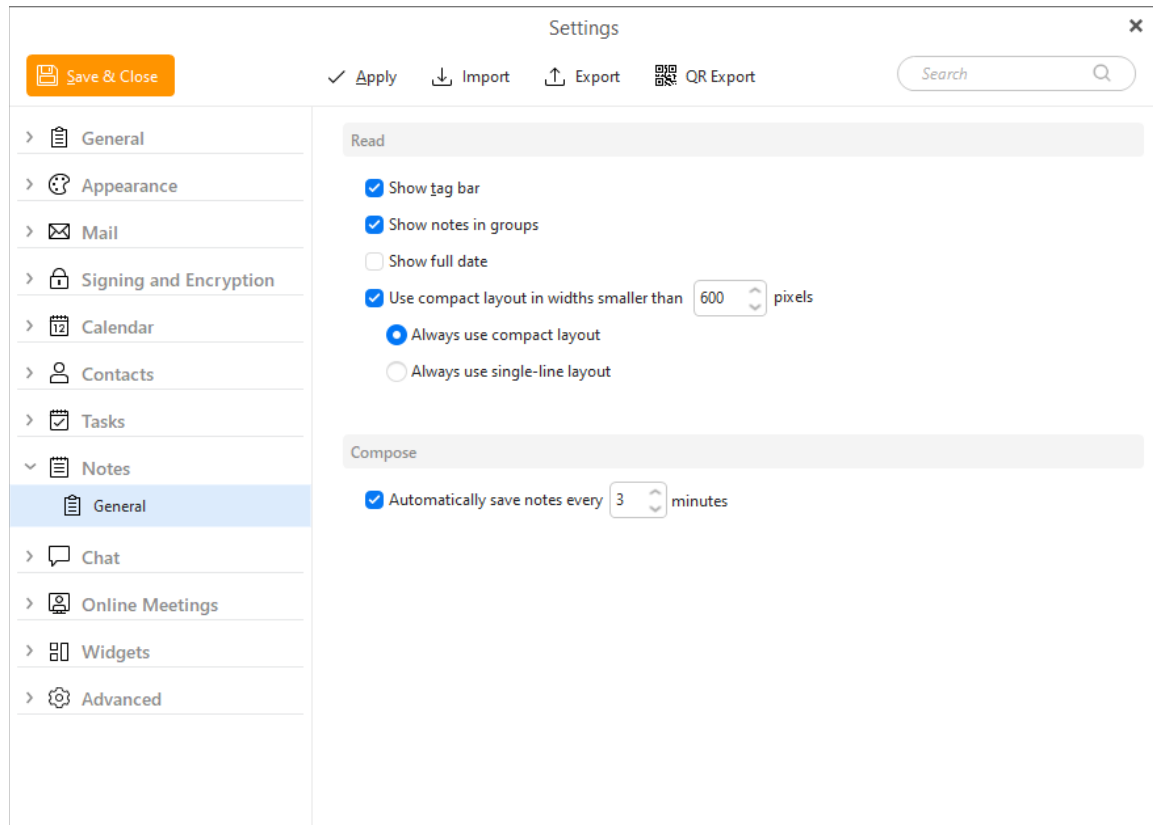 Settings
Save & Close
Apply
Import
Export
QR Export
Search
General
Appearance
Mail
Signing and Encryption
12
Calendar
Contacts
Tasks
Notes
General
Chat
Online Meetings
Widgets
Advanced
Read
Show tag bar
Show notes in groups
Show full date
Use compact layout in widths smaller than 600 pixels
Always use compact layout
Always use single-line layout
Compose
Automatically save notes every 3 minutes